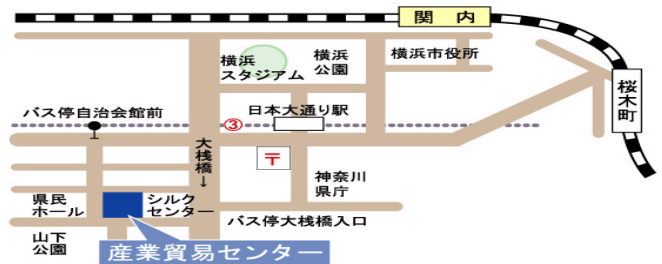 関内
横浜
スタジアム
横浜
公園
横浜市役所
桜木町
バス停自治会館前
③
日本大通り駅
大桟橋↓
〒
神奈川
県庁
県民
ホール
シルク
センター
バス停大桟橋入口
山下
公園
産業貿易センター